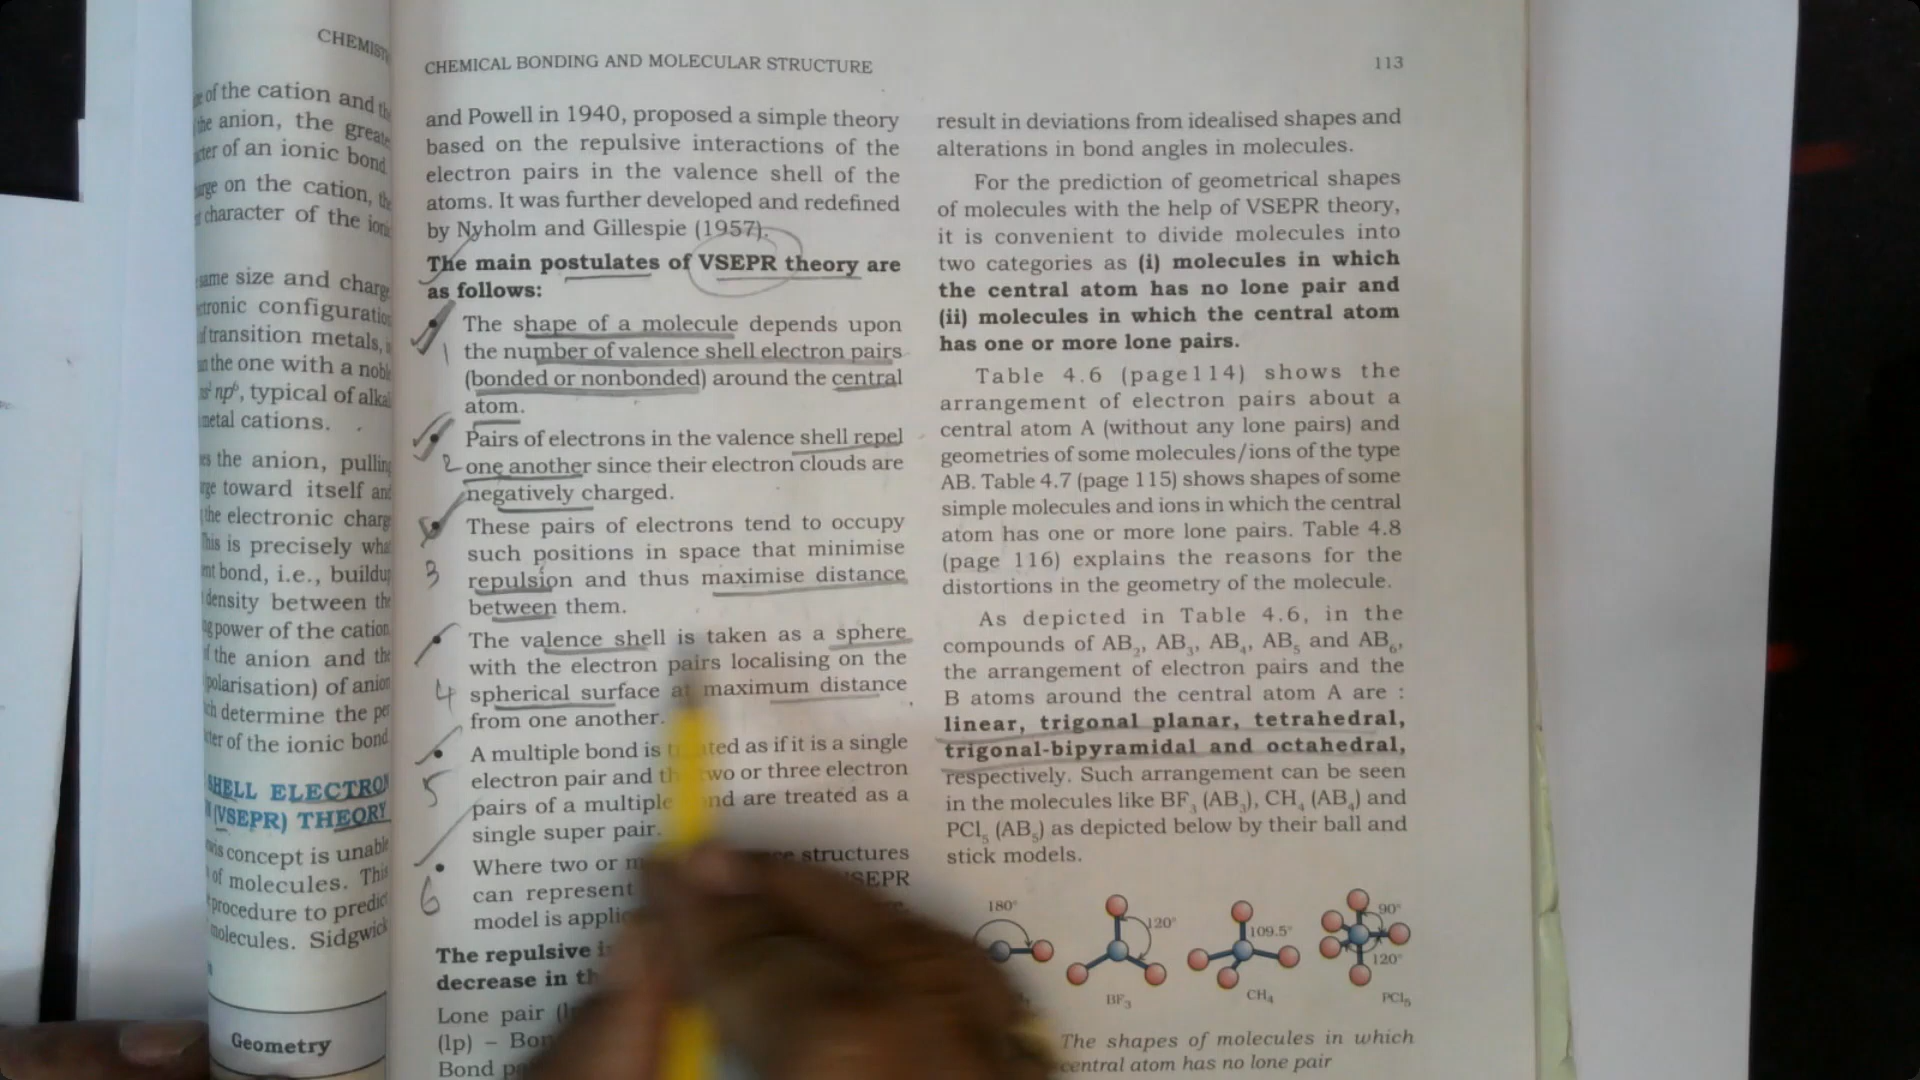 CHEMIST
of the cation and the
the anion, the greate
cter of an ionic bond.
arge on the cation, the
t character of the ionic
same size and charge
ctronic configuration
of transition metals, is
an the one with a noble
ns² np⁶, typical of alkal
metal cations.
es the anion, pulling
rge toward itself and
the electronic charge
This is precisely what
ent bond, i.e., buildup
density between the
g power of the cation,
f the anion and the
(polarisation) of anion
ch determine the per
cter of the ionic bond.
SHELL ELECTRON
(VSEPR) THEORY
wis concept is unable
of molecules. This
procedure to predict
molecules. Sidgwick
Geometry
CHEMICAL BONDING AND MOLECULAR STRUCTURE
113
and Powell in 1940, proposed a simple theory
based on the repulsive interactions of the
electron pairs in the valence shell of the
atoms. It was further developed and redefined
by Nyholm and Gillespie (1957).
The main postulates of VSEPR theory are
as follows:
• The shape of a molecule depends upon
1 the number of valence shell electron pairs
(bonded or nonbonded) around the central
atom.
• Pairs of electrons in the valence shell repel
2 one another since their electron clouds are
negatively charged.
• These pairs of electrons tend to occupy
such positions in space that minimise
3 repulsion and thus maximise distance
between them.
• The valence shell is taken as a sphere
with the electron pairs localising on the
4 spherical surface at maximum distance
from one another.
• A multiple bond is treated as if it is a single
5 electron pair and the two or three electron
pairs of a multiple bond are treated as a
single super pair.
• Where two or m structures
6 can represent VSEPR
model is applic
The repulsive i
decrease in th
Lone pair (l
(lp) – Bon
Bond pa
result in deviations from idealised shapes and
alterations in bond angles in molecules.
For the prediction of geometrical shapes
of molecules with the help of VSEPR theory,
it is convenient to divide molecules into
two categories as (i) molecules in which
the central atom has no lone pair and
(ii) molecules in which the central atom
has one or more lone pairs.
Table 4.6 (page114) shows the
arrangement of electron pairs about a
central atom A (without any lone pairs) and
geometries of some molecules/ions of the type
AB. Table 4.7 (page 115) shows shapes of some
simple molecules and ions in which the central
atom has one or more lone pairs. Table 4.8
(page 116) explains the reasons for the
distortions in the geometry of the molecule.
As depicted in Table 4.6, in the
compounds of AB₂, AB₃, AB₄, AB₅ and AB₆,
the arrangement of electron pairs and the
B atoms around the central atom A are :
linear, trigonal planar, tetrahedral,
trigonal-bipyramidal and octahedral,
respectively. Such arrangement can be seen
in the molecules like BF₃ (AB₃), CH₄ (AB₄) and
PCl₅ (AB₅) as depicted below by their ball and
stick models.
180° 120° 109.5° 90° 120°
BF₃ CH₄ PCl₅
The shapes of molecules in which
central atom has no lone pair